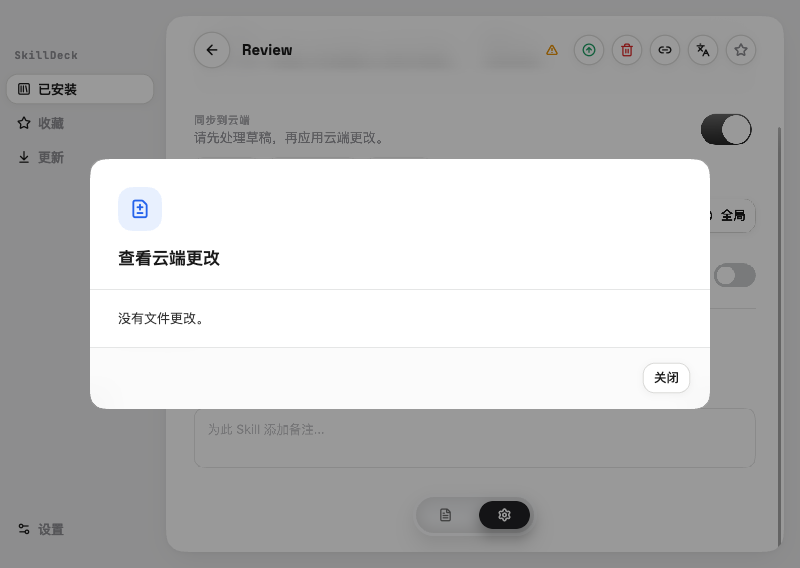 SkillDeck
已安装
收藏
更新
设置
Review
同步到云端
请先处理草稿，再应用云端更改。
全局
查看云端更改
没有文件更改。
关闭
为此 Skill 添加备注...